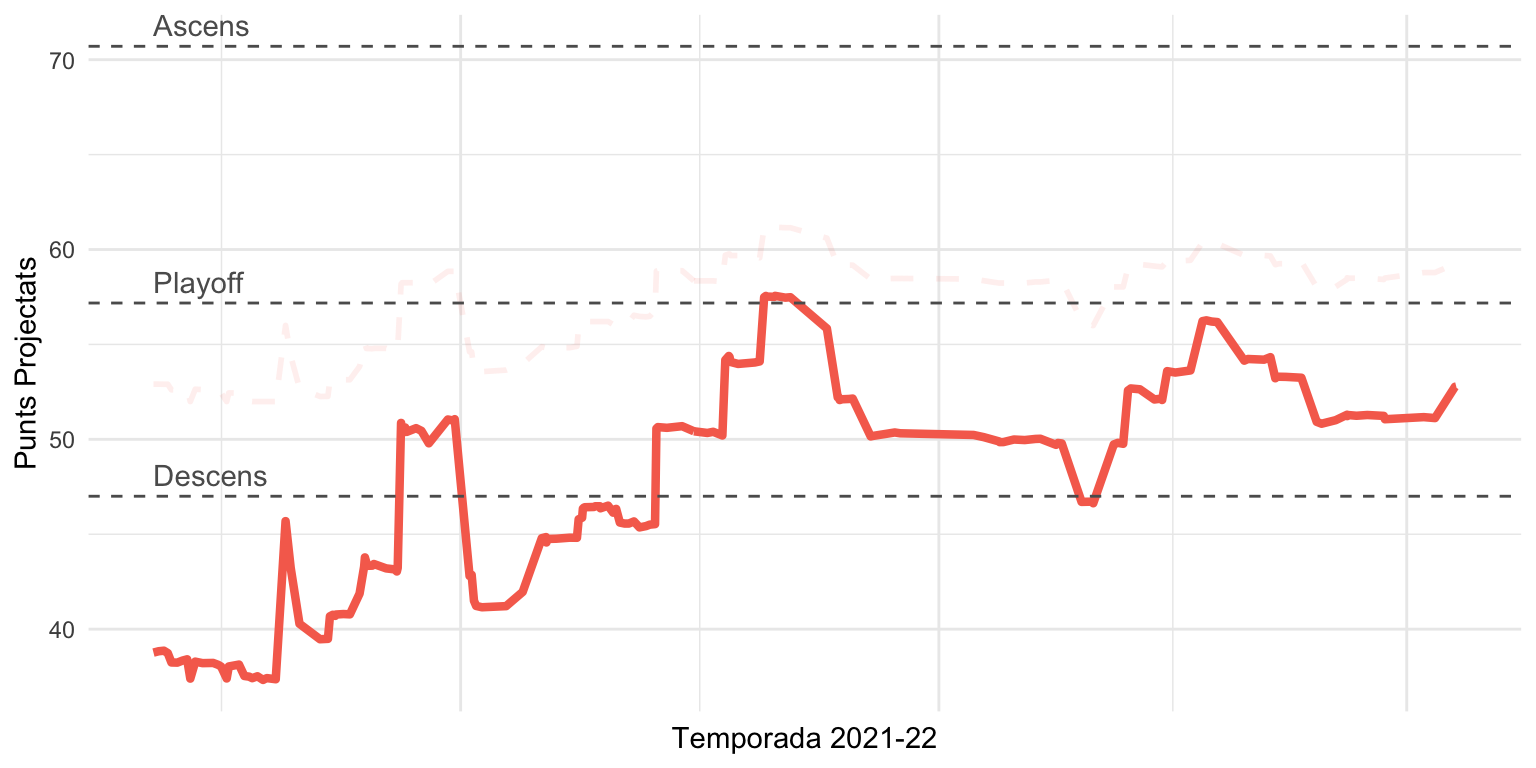 Ascens
70
60
Playoff
50
Descens
40
Punts Projectats
Temporada 2021-22